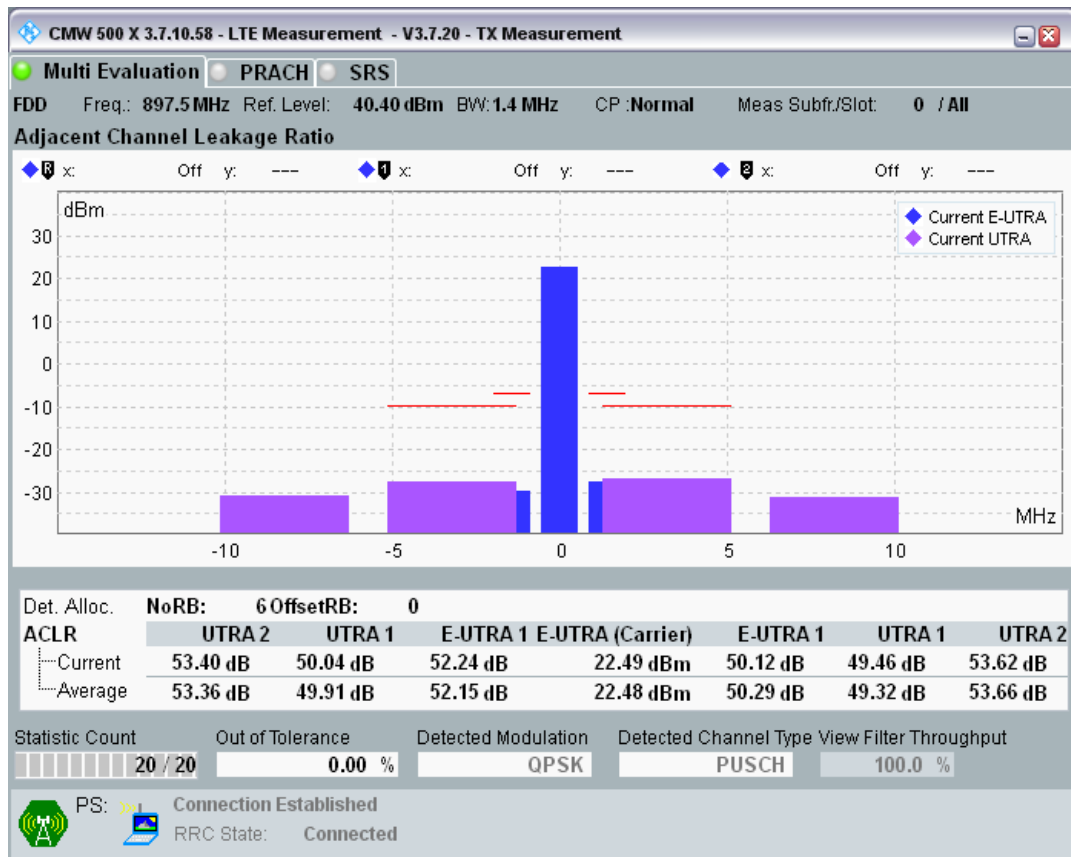 CMW 500 X 3.7.10.58 - LTE Measurement - V3.7.20 - TX Measurement
Multi Evaluation PRACH SRS
FDD Freq.: 897.5 MHz Ref. Level: 40.40 dBm BW: 1.4 MHz CP :Normal Meas Subfr./Slot: 0 / All
Adjacent Channel Leakage Ratio
R x: Off y: --- 1 x: Off y: --- 2 x: Off y: ---
dBm
Current E-UTRA
Current UTRA
30
20
10
0
-10
-20
-30
MHz
-10 -5 0 5 10
Det. Alloc. NoRB: 6 OffsetRB: 0
ACLR UTRA 2 UTRA 1 E-UTRA 1 E-UTRA (Carrier) E-UTRA 1 UTRA 1 UTRA 2
Current 53.40 dB 50.04 dB 52.24 dB 22.49 dBm 50.12 dB 49.46 dB 53.62 dB
Average 53.36 dB 49.91 dB 52.15 dB 22.48 dBm 50.29 dB 49.32 dB 53.66 dB
Statistic Count Out of Tolerance Detected Modulation Detected Channel Type View Filter Throughput
20 / 20 0.00 % QPSK PUSCH 100.0 %
PS: Connection Established
RRC State: Connected